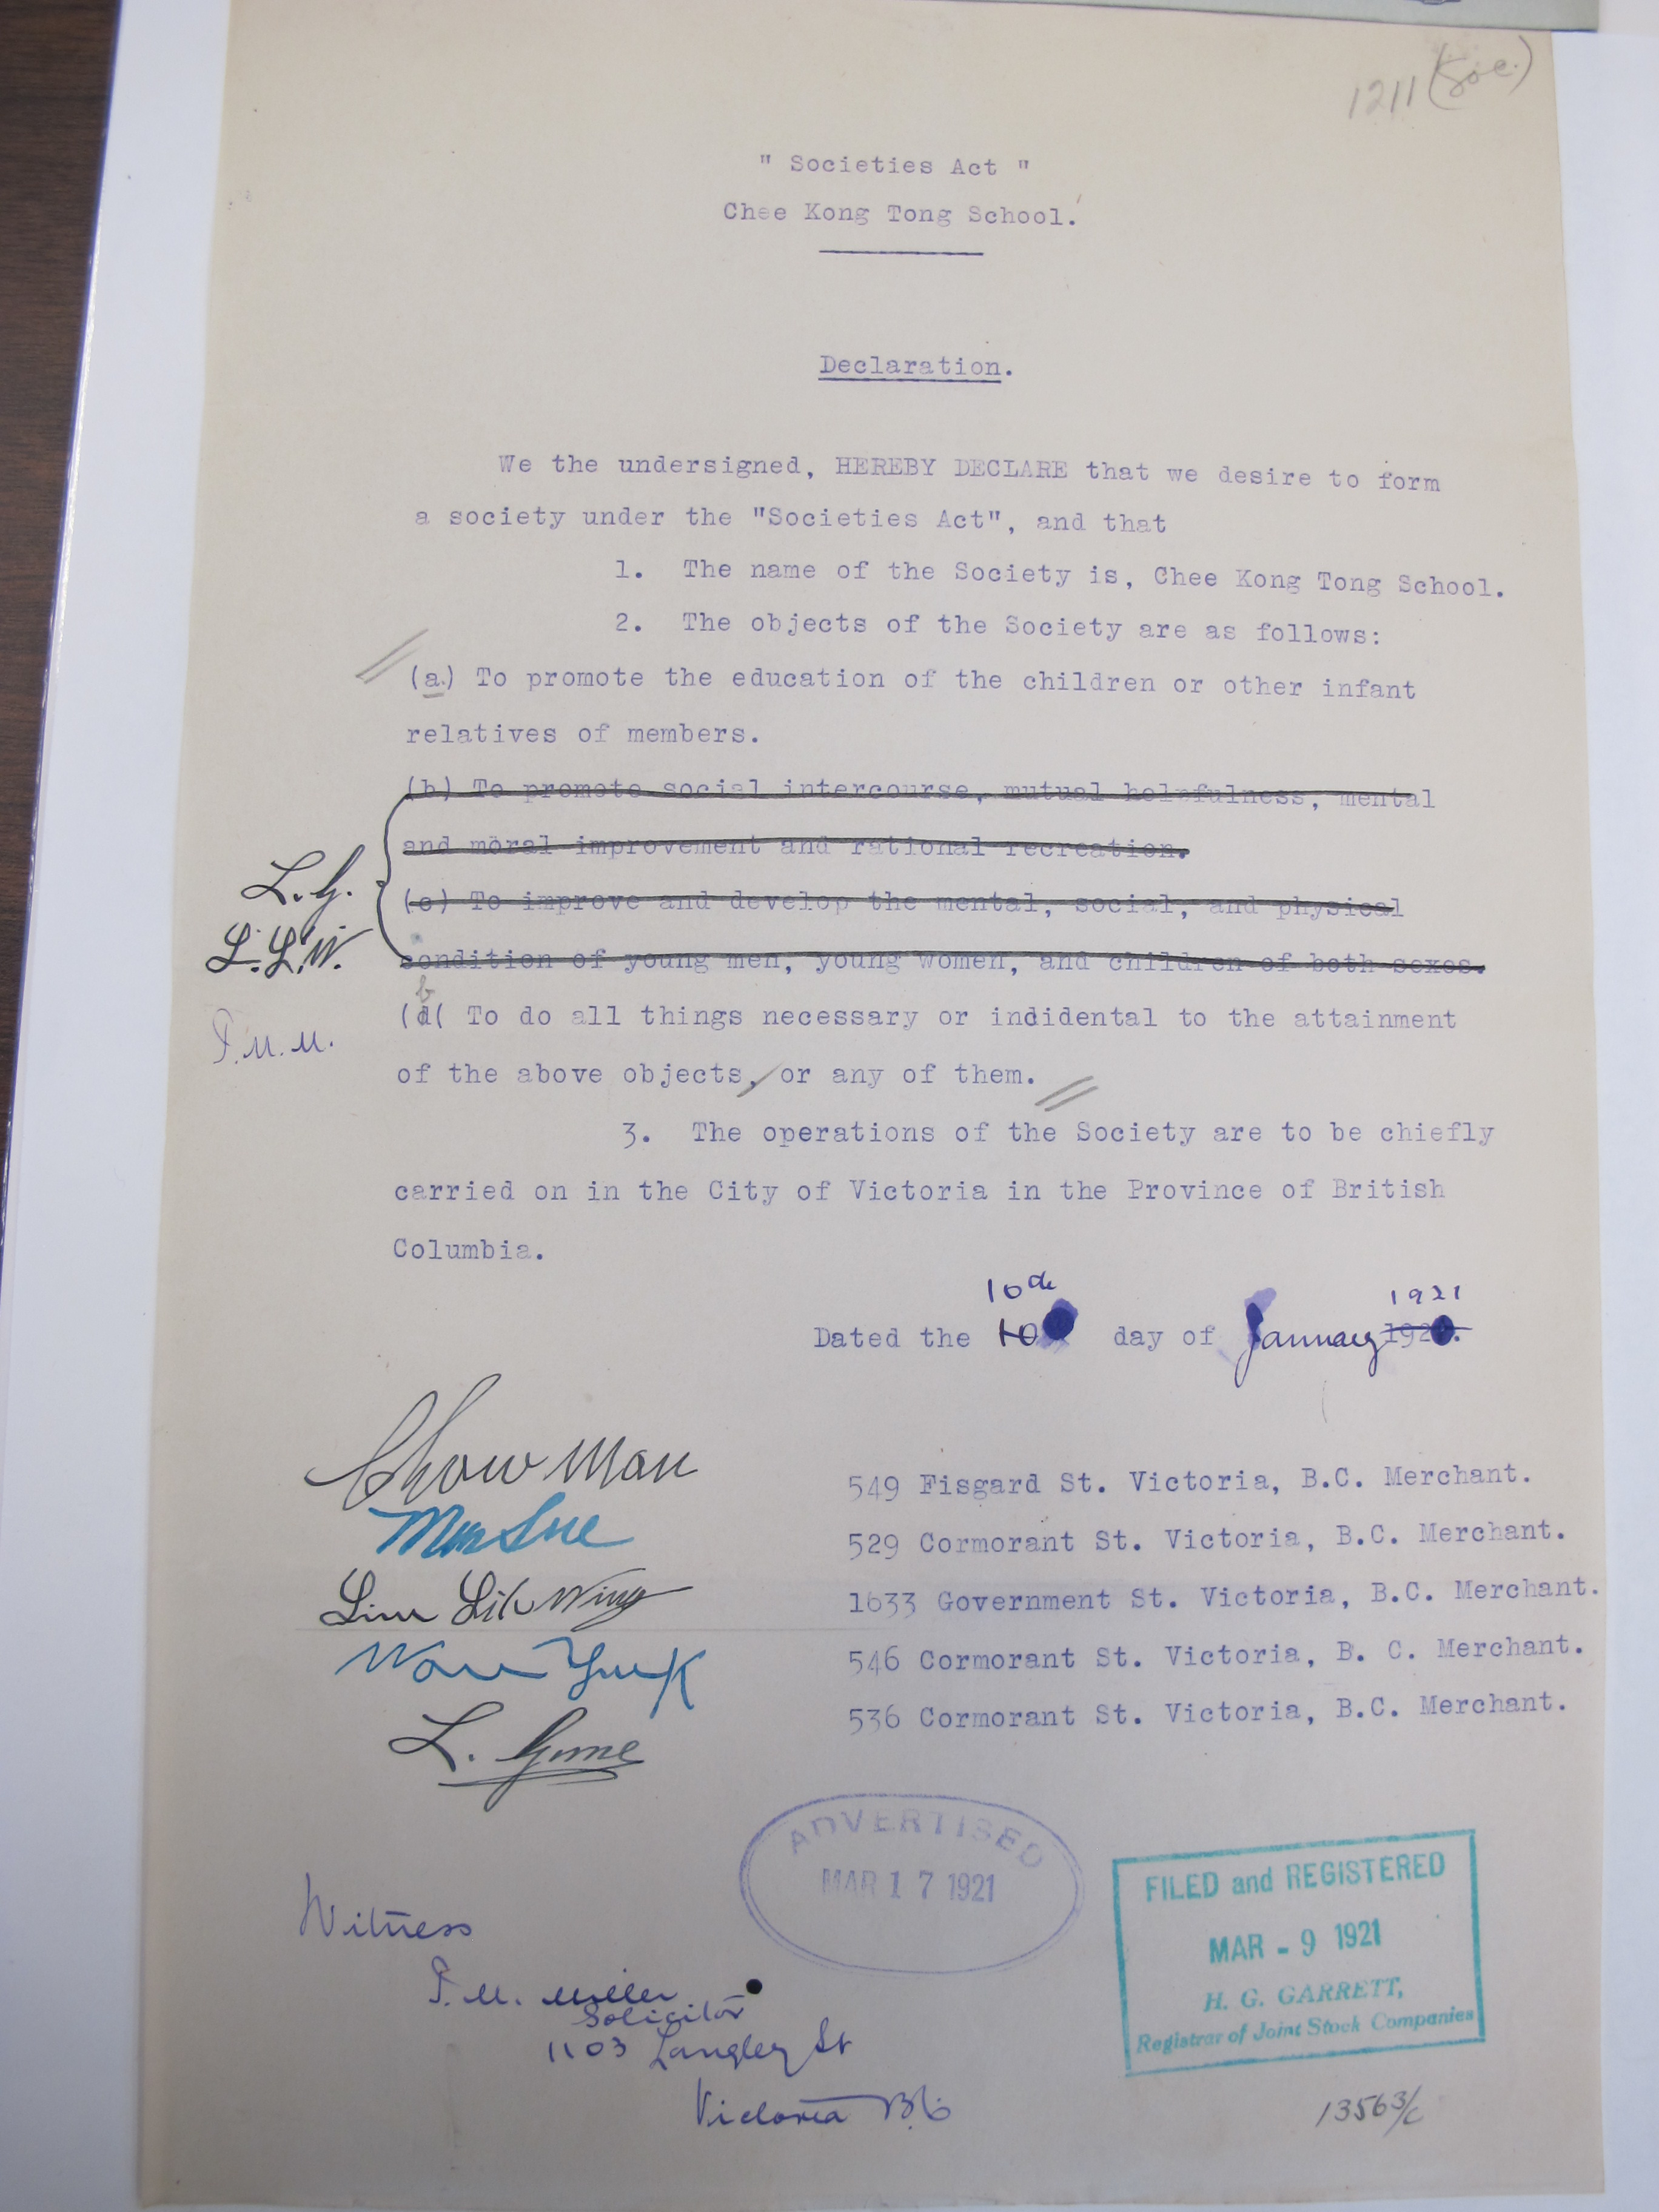 1211 (Soc.)
" Societies Act "
Chee Kong Tong School.
Declaration.
We the undersigned, HEREBY DECLARE that we desire to form
a society under the "Societies Act", and that
1. The name of the Society is, Chee Kong Tong School.
2. The objects of the Society are as follows:
(a) To promote the education of the children or other infant
relatives of members.
(b) To promote social intercourse, mutual helpfulness, mental
and moral improvement and rational recreation.
(c) To improve and develop the mental, social, and physical
L.G.
L.L.W.
condition of young men, young women, and children of both sexes.
b
(d( To do all things necessary or indidental to the attainment
P.M.M.
of the above objects, or any of them.
3. The operations of the Society are to be chiefly
carried on in the City of Victoria in the Province of British
Columbia.
10th 1921
Dated the 10 day of January 192
Chow Man 549 Fisgard St. Victoria, B.C. Merchant.
529 Cormorant St. Victoria, B.C. Merchant.
Lim Lik Wing 1633 Government St. Victoria, B.C. Merchant.
546 Cormorant St. Victoria, B. C. Merchant.
L. Gune 536 Cormorant St. Victoria, B.C. Merchant.
ADVERTISED
MAR 17 1921
FILED and REGISTERED
MAR - 9 1921
H. G. GARRETT,
Registrar of Joint Stock Companies
Witness
P.M. Miller
Solicitor
1103 Langley St
Victoria BC
13563/c